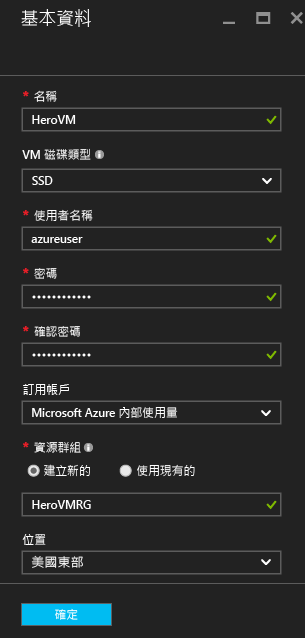 基本資料
* 名稱
HeroVM
VM 磁碟類型
SSD
* 使用者名稱
azureuser
* 密碼
••••••••••••
* 確認密碼
••••••••••••
訂用帳戶
Microsoft Azure 內部使用量
* 資源群組
建立新的 使用現有的
HeroVMRG
位置
美國東部
確定